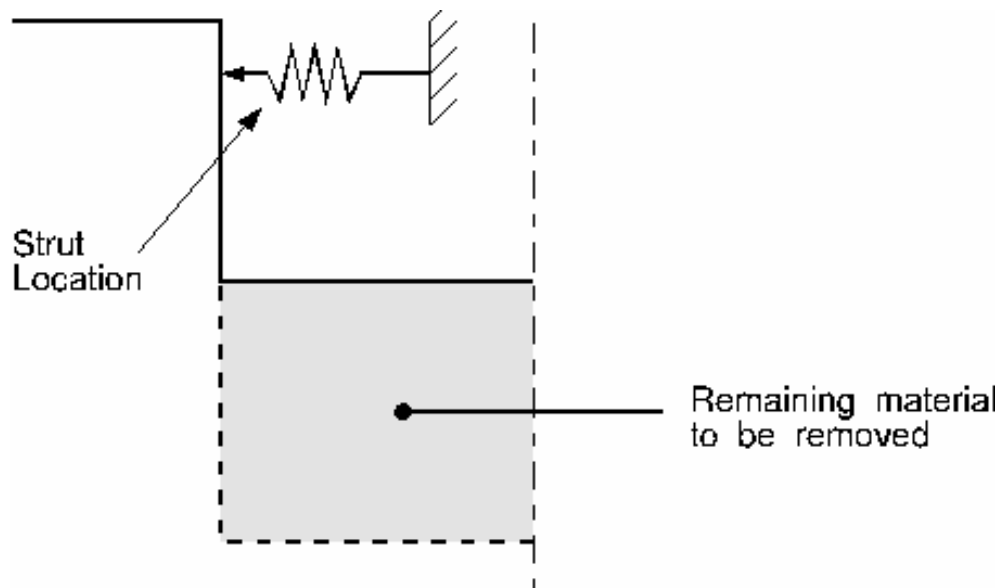 Strut
Location
Remaining material
to be removed